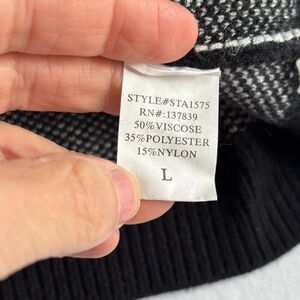 STYLE#STA1575
RN#:137839
50%VISCOSE
35%POLYESTER
15%NYLON
L